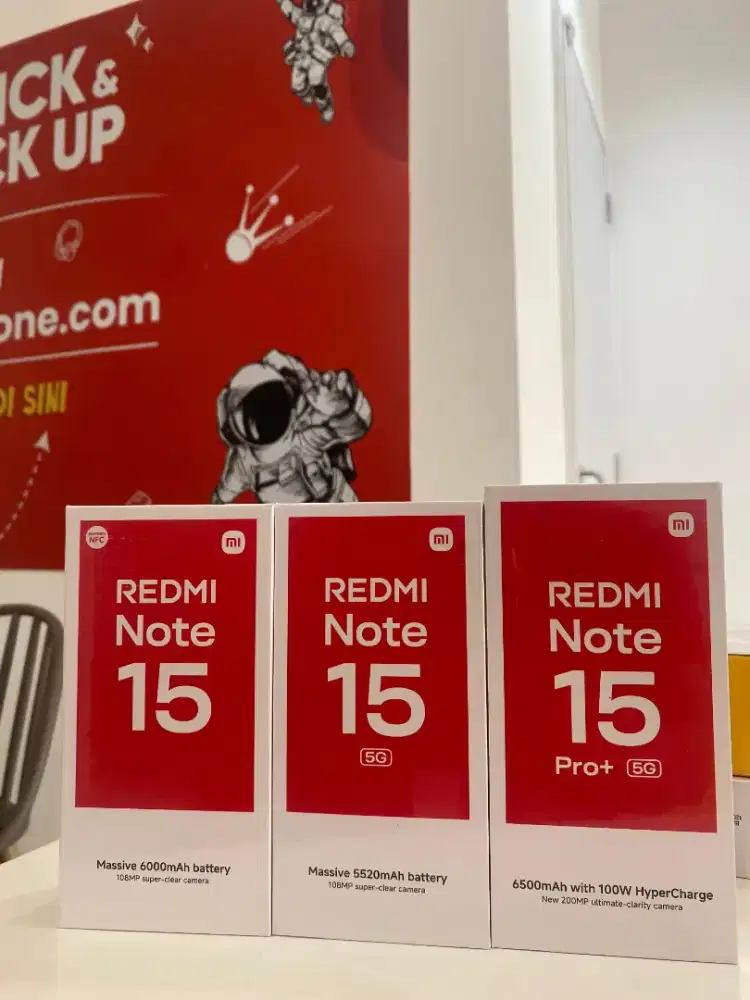 ICK &
CK UP
one.com
DI SINI
NFC
mi
REDMI
Note
15
Massive 6000mAh battery
108MP super-clear camera
mi
REDMI
Note
15
5G
Massive 5520mAh battery
108MP super-clear camera
mi
REDMI
Note
15
Pro+ 5G
6500mAh with 100W HyperCharge
New 200MP ultimate-clarity camera